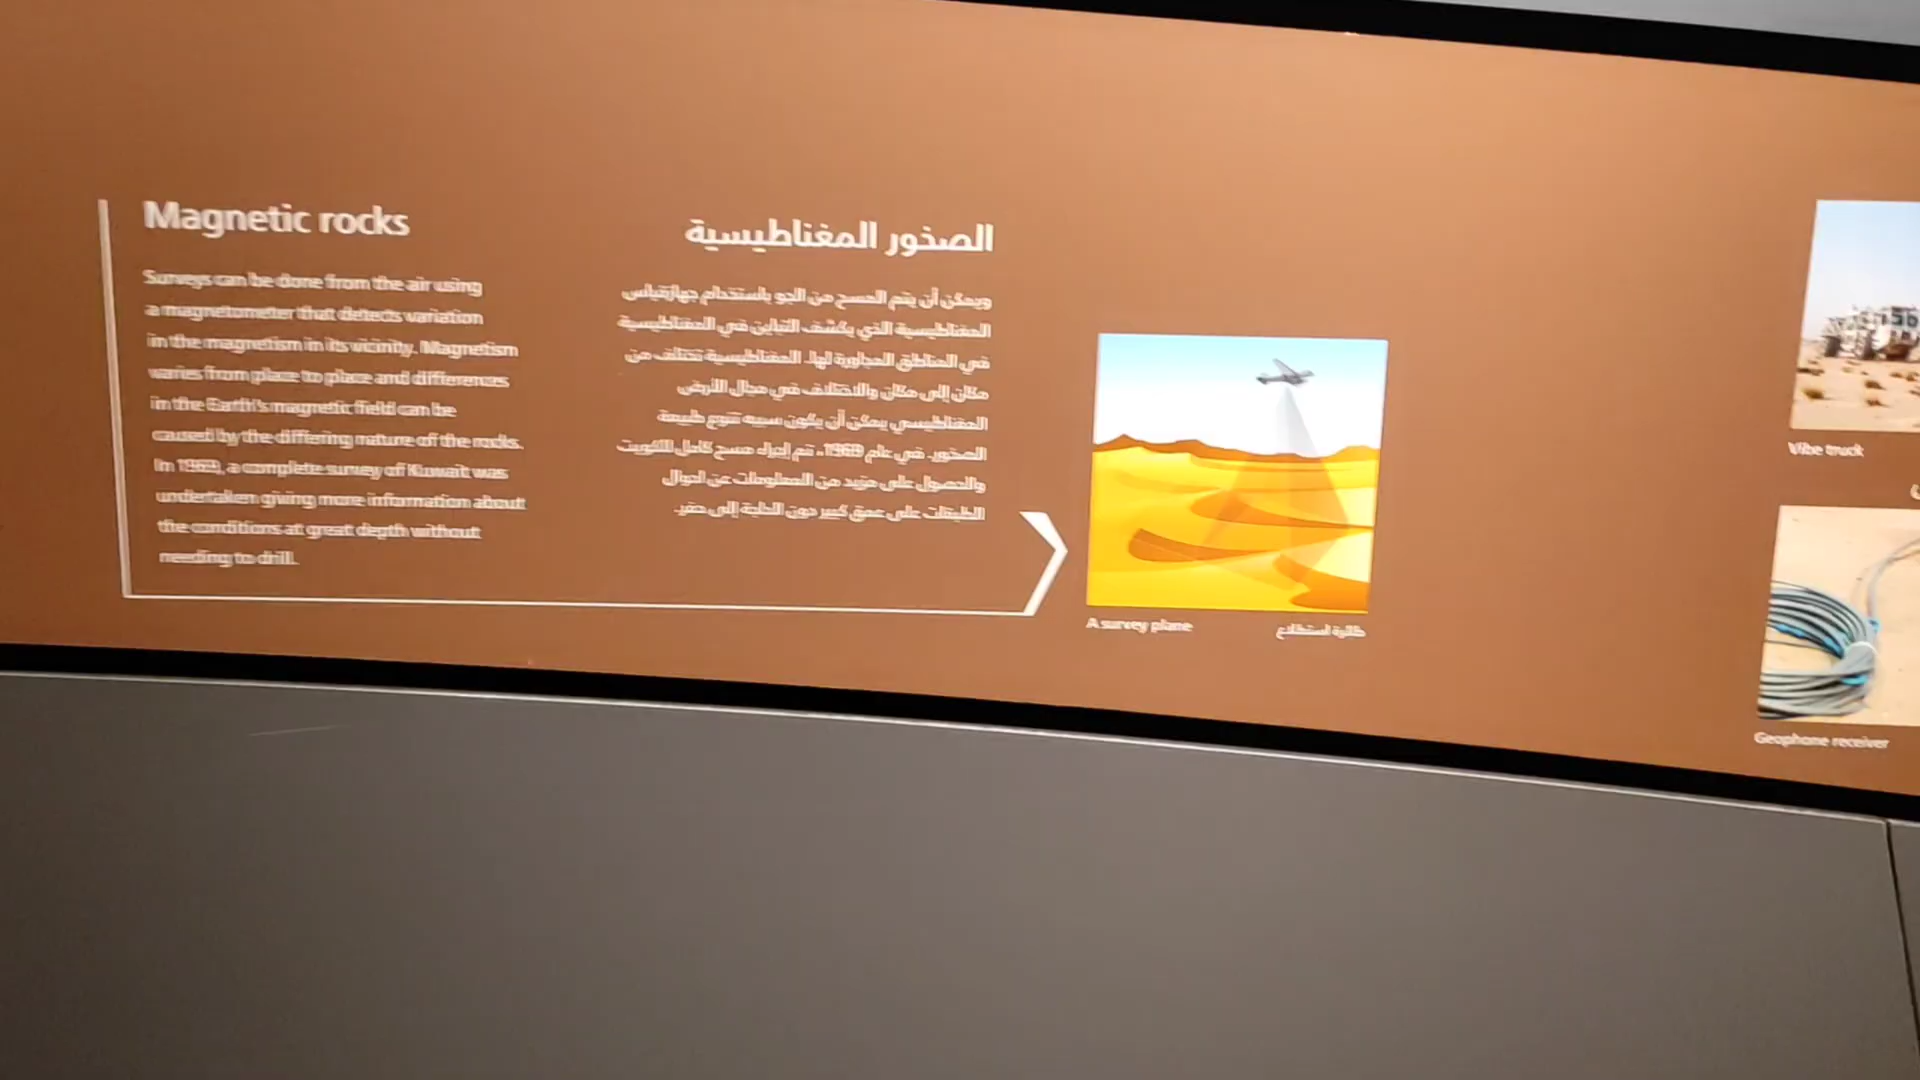 Magnetic rocks
Surveys can be done from the air using
a magnetometer that detects variation
in the magnetism in its vicinity. Magnetism
varies from place to place and differences
in the Earth's magnetic field can be
caused by the differing nature of the rocks.
In 1969, a complete survey of Kuwait was
undertaken giving more information about
the conditions at great depth without
needing to drill.
الصخور المغناطيسية
ويمكن أن يتم المسح من الجو باستخدام جهاز قياس
المغناطيسية الذي يكشف التباين في المغناطيسية
في المناطق المجاورة لها. المغناطيسية تختلف من
مكان إلى مكان والاختلاف في مجال الأرض
المغناطيسي يمكن أن يكون سببه تنوع طبيعة
الصخور. في عام 1969، تم إجراء مسح كامل للكويت
والحصول على مزيد من المعلومات عن أحوال
الطبقات على عمق كبير دون الحاجة إلى حفر.
A survey plane
طائرة استطلاع
Vibe truck
Geophone receiver